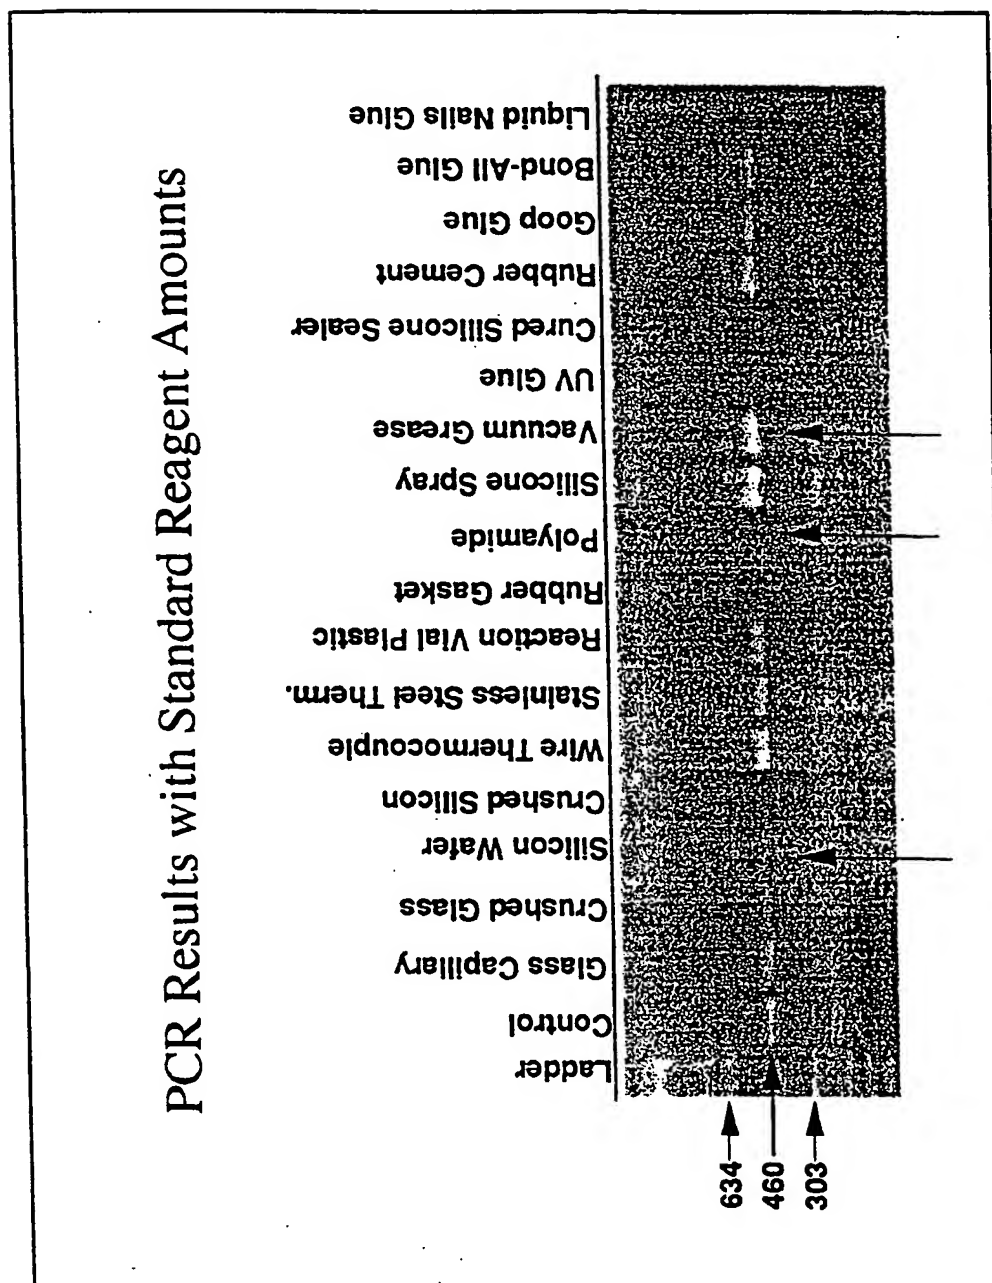 PCR Results with Standard Reagent Amounts
Ladder
Control
Glass Capillary
Crushed Glass
Silicon Wafer
Crushed Silicon
Wire Thermocouple
Stainless Steel Therm.
Reaction Vial Plastic
Rubber Gasket
Polyamide
Silicone Spray
Vacuum Grease
UV Glue
Cured Silicone Sealer
Rubber Cement
Goop Glue
Bond-All Glue
Liquid Nails Glue
634
460
303